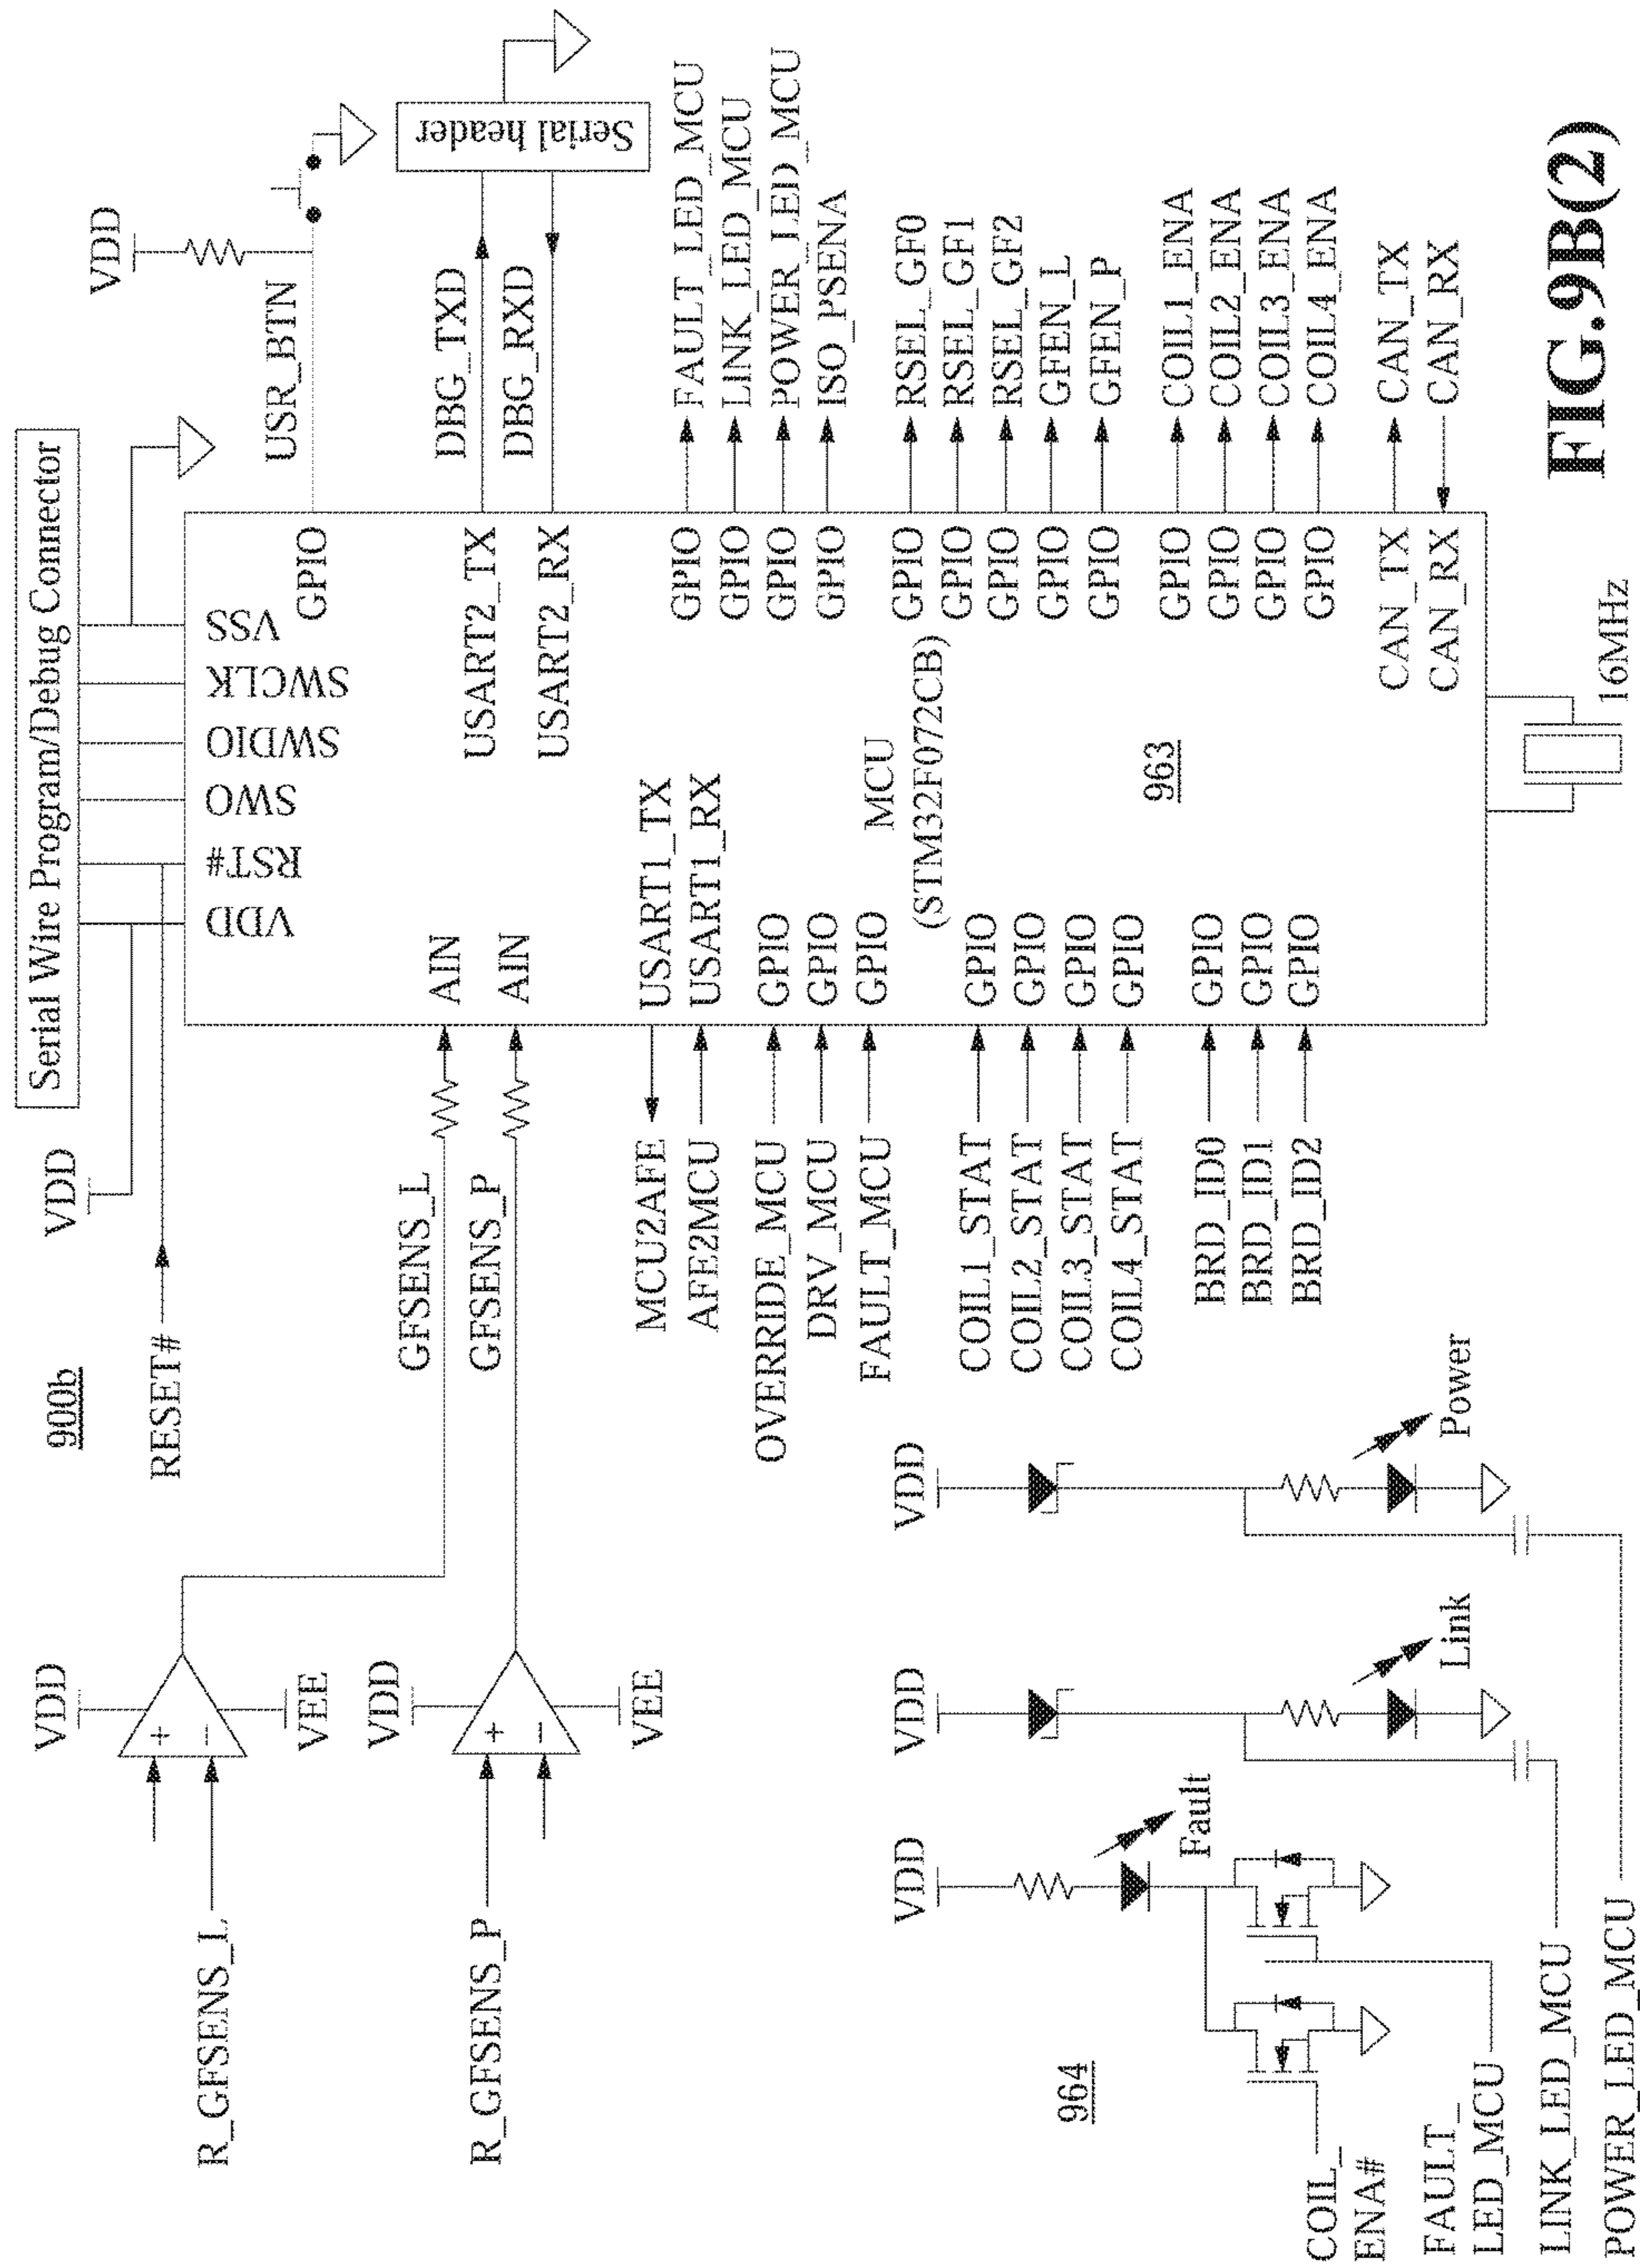 900b
Serial Wire Program/Debug Connector
VDD
RESET#
VDD
RST#
SWO
SWDIO
SWCLK
VSS
VDD
USR_BTN
GPIO
VDD
+
−
VEE
R_GFSENS_L
GFSENS_L
AIN
VDD
+
−
VEE
R_GFSENS_P
GFSENS_P
AIN
USART2_TX
DBG_TXD
USART2_RX
DBG_RXD
Serial header
MCU2AFE
USART1_TX
AFE2MCU
USART1_RX
OVERRIDE_MCU
GPIO
DRV_MCU
GPIO
FAULT_MCU
GPIO
COIL1_STAT
GPIO
COIL2_STAT
GPIO
COIL3_STAT
GPIO
COIL4_STAT
GPIO
BRD_ID0
GPIO
BRD_ID1
GPIO
BRD_ID2
GPIO
MCU
(STM32F072CB)
963
GPIO
FAULT_LED_MCU
GPIO
LINK_LED_MCU
GPIO
POWER_LED_MCU
GPIO
ISO_PSENA
GPIO
RSEL_GF0
GPIO
RSEL_GF1
GPIO
RSEL_GF2
GPIO
GFEN_L
GPIO
GFEN_P
GPIO
COIL1_ENA
GPIO
COIL2_ENA
GPIO
COIL3_ENA
GPIO
COIL4_ENA
CAN_TX
CAN_TX
CAN_RX
CAN_RX
16MHz
964
VDD
Fault
VDD
Link
VDD
Power
COIL_
ENA#
FAULT_
LED_MCU
LINK_LED_MCU
POWER_LED_MCU
FIG.9B(2)